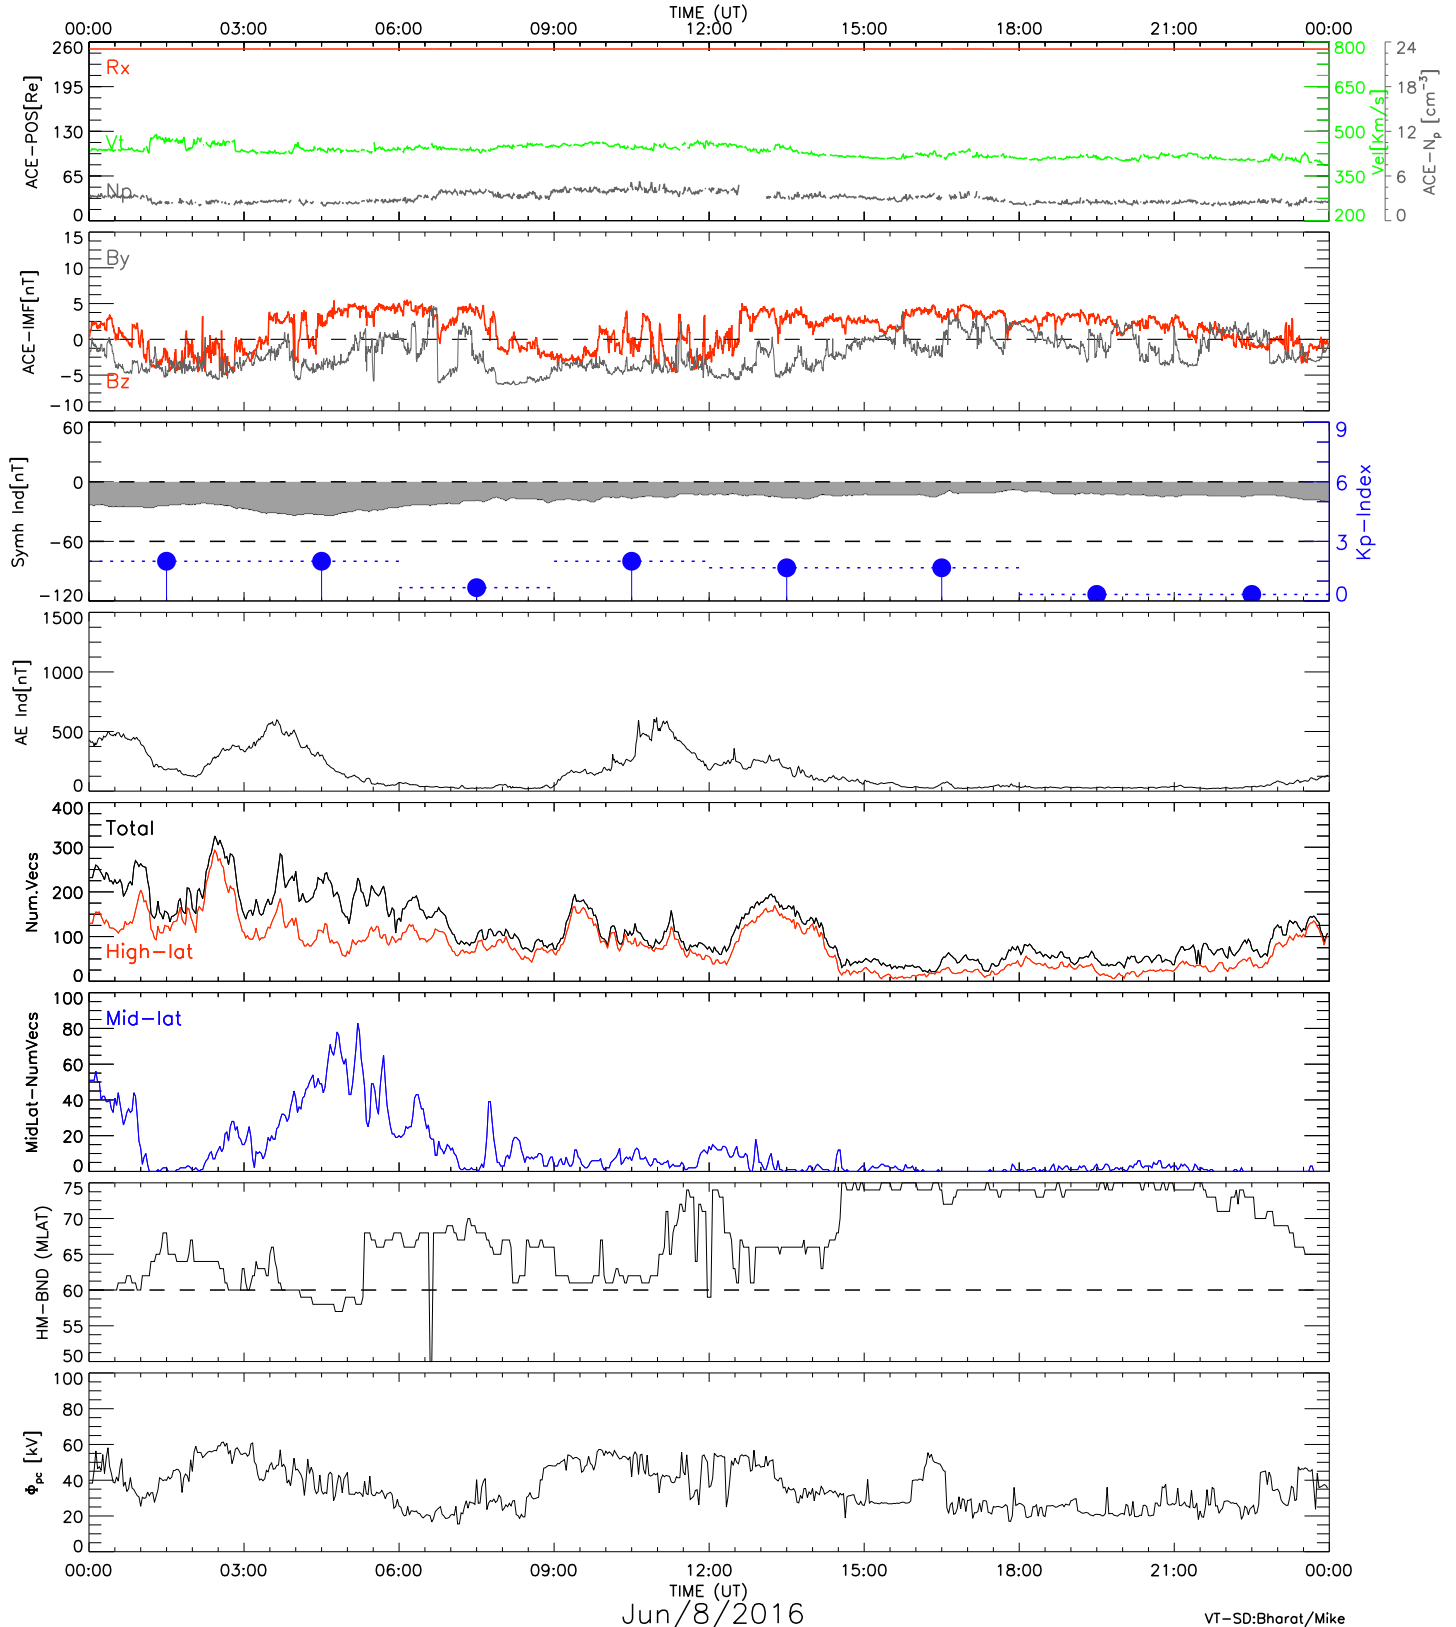 TIME (UT)
00:00 03:00 06:00 09:00 12:00 15:00 18:00 21:00 00:00
260 195 130 65 0
ACE-POS[Re]
Rx
Vt
Np
800 650 500 350 200
Vel[Km/s]
24 18 12 6 0
ACE-Np [cm-3]
15 10 5 0 -5 -10
ACE-IMF[nT]
By
Bz
60 0 -60 -120
Symh Ind[nT]
9 6 3 0
Kp-Index
1500 1000 500 0
AE Ind[nT]
400 300 200 100 0
Num.Vecs
Total
High-lat
100 80 60 40 20 0
MidLat-NumVecs
Mid-lat
75 70 65 60 55 50
HM-BND (MLAT)
100 80 60 40 20 0
Φpc [kV]
00:00 03:00 06:00 09:00 12:00 15:00 18:00 21:00 00:00
TIME (UT)
Jun/8/2016
VT-SD:Bharat/Mike